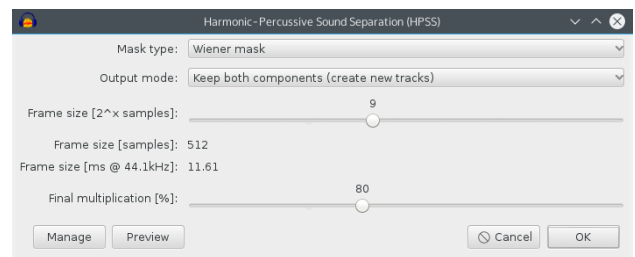 Harmonic-Percussive Sound Separation (HPSS)
Mask type: Wiener mask
Output mode: Keep both components (create new tracks)
9
Frame size [2^x samples]:
Frame size [samples]: 512
Frame size [ms @ 44.1kHz]: 11.61
80
Final multiplication [%]:
Manage Preview Cancel OK